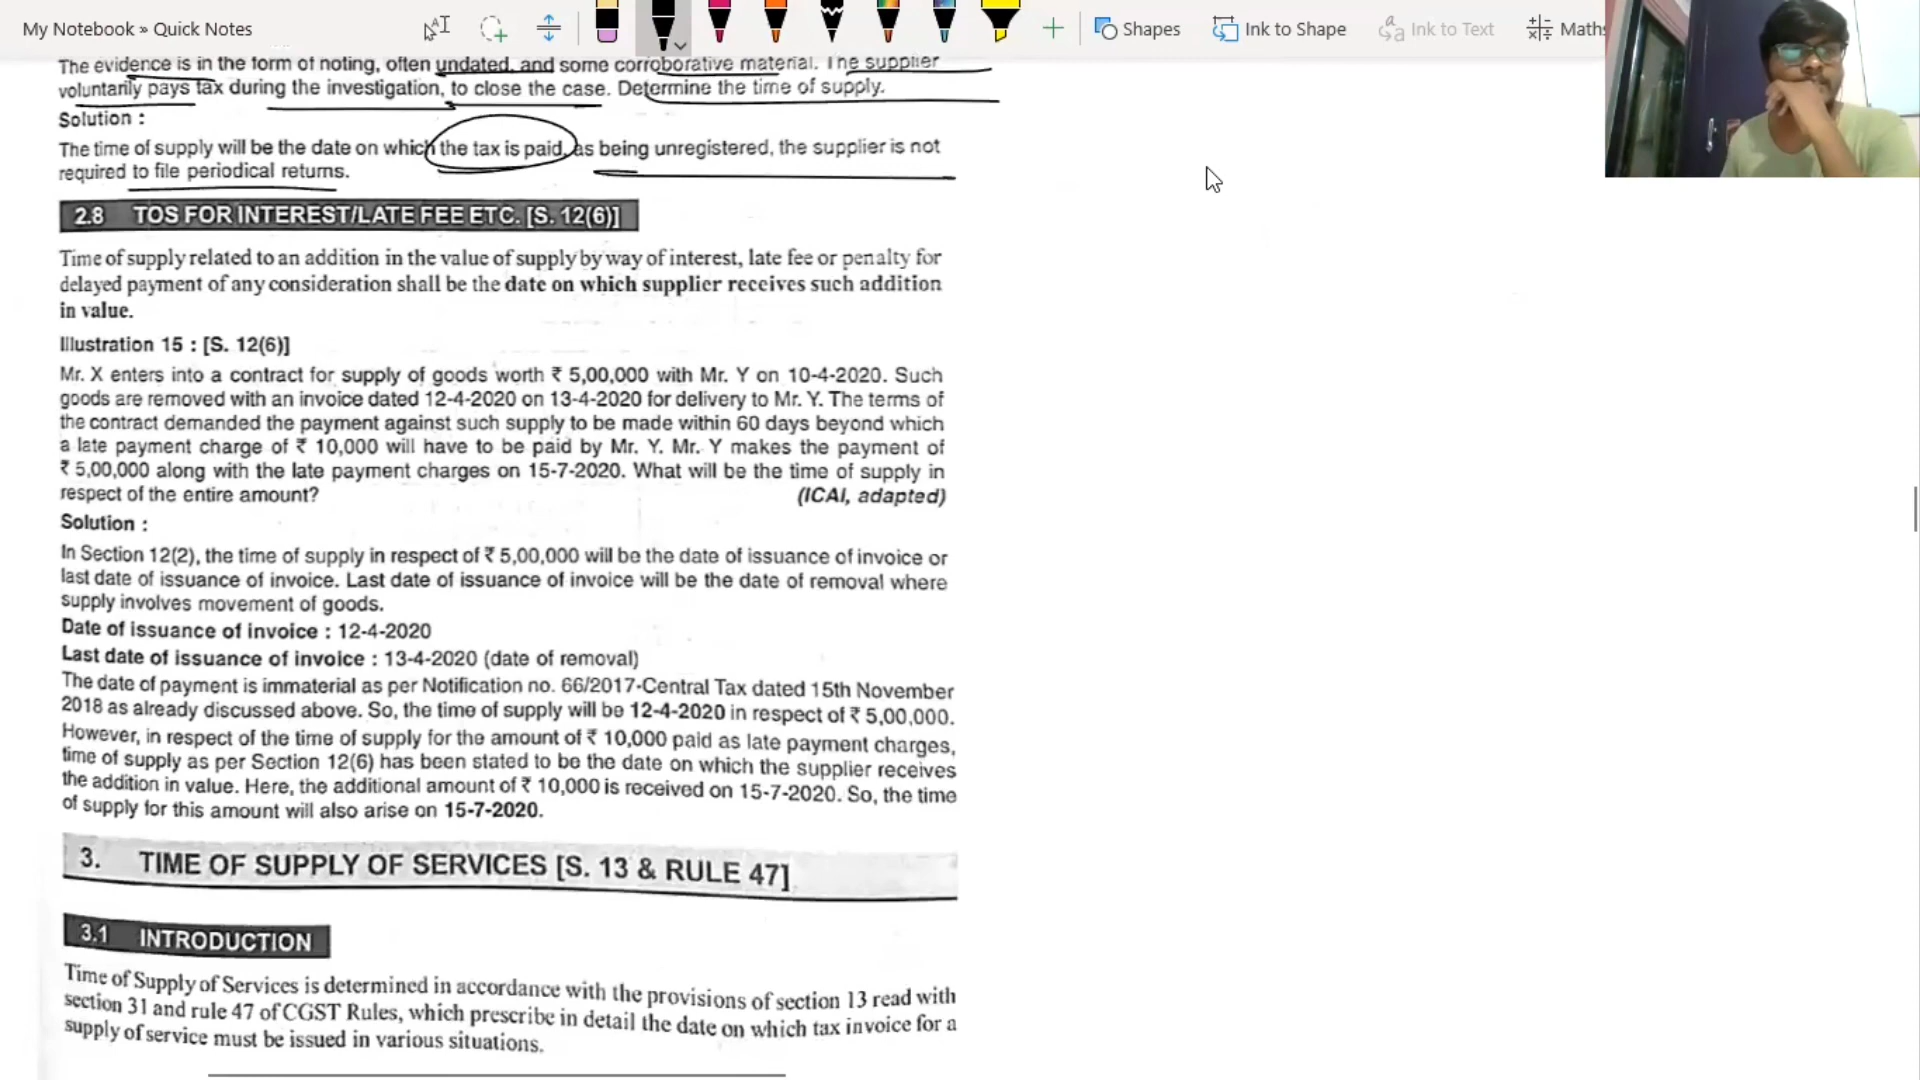 My Notebook » Quick Notes
Shapes
Ink to Shape
Ink to Text
Maths
The evidence is in the form of noting, often undated, and some corroborative material. The supplier
voluntarily pays tax during the investigation, to close the case. Determine the time of supply.
Solution :
The time of supply will be the date on which the tax is paid, as being unregistered, the supplier is not
required to file periodical returns.
2.8 TOS FOR INTEREST/LATE FEE ETC. [S. 12(6)]
Time of supply related to an addition in the value of supply by way of interest, late fee or penalty for
delayed payment of any consideration shall be the date on which supplier receives such addition
in value.
Illustration 15 : [S. 12(6)]
Mr. X enters into a contract for supply of goods worth ₹ 5,00,000 with Mr. Y on 10-4-2020. Such
goods are removed with an invoice dated 12-4-2020 on 13-4-2020 for delivery to Mr. Y. The terms of
the contract demanded the payment against such supply to be made within 60 days beyond which
a late payment charge of ₹ 10,000 will have to be paid by Mr. Y. Mr. Y makes the payment of
₹ 5,00,000 along with the late payment charges on 15-7-2020. What will be the time of supply in
respect of the entire amount? (ICAI, adapted)
Solution :
In Section 12(2), the time of supply in respect of ₹ 5,00,000 will be the date of issuance of invoice or
last date of issuance of invoice. Last date of issuance of invoice will be the date of removal where
supply involves movement of goods.
Date of issuance of invoice : 12-4-2020
Last date of issuance of invoice : 13-4-2020 (date of removal)
The date of payment is immaterial as per Notification no. 66/2017-Central Tax dated 15th November
2018 as already discussed above. So, the time of supply will be 12-4-2020 in respect of ₹ 5,00,000.
However, in respect of the time of supply for the amount of ₹ 10,000 paid as late payment charges,
time of supply as per Section 12(6) has been stated to be the date on which the supplier receives
the addition in value. Here, the additional amount of ₹ 10,000 is received on 15-7-2020. So, the time
of supply for this amount will also arise on 15-7-2020.
3. TIME OF SUPPLY OF SERVICES [S. 13 & RULE 47]
3.1 INTRODUCTION
Time of Supply of Services is determined in accordance with the provisions of section 13 read with
section 31 and rule 47 of CGST Rules, which prescribe in detail the date on which tax invoice for a
supply of service must be issued in various situations.